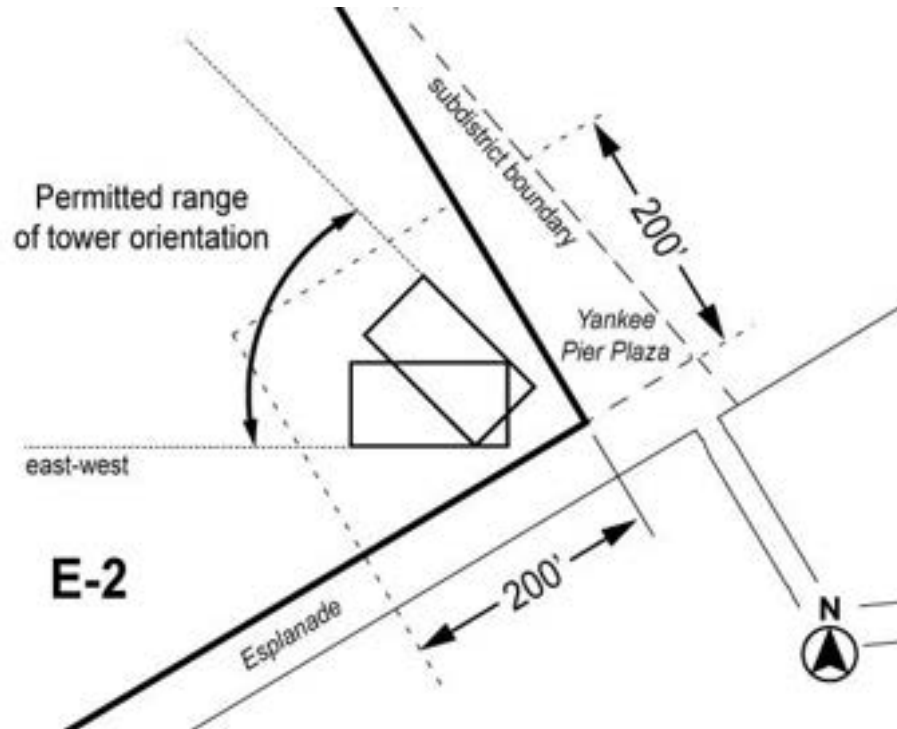 subdistrict boundary
Permitted range
of tower orientation
200'
Yankee
Pier Plaza
east-west
E-2
200'
Esplanade
N